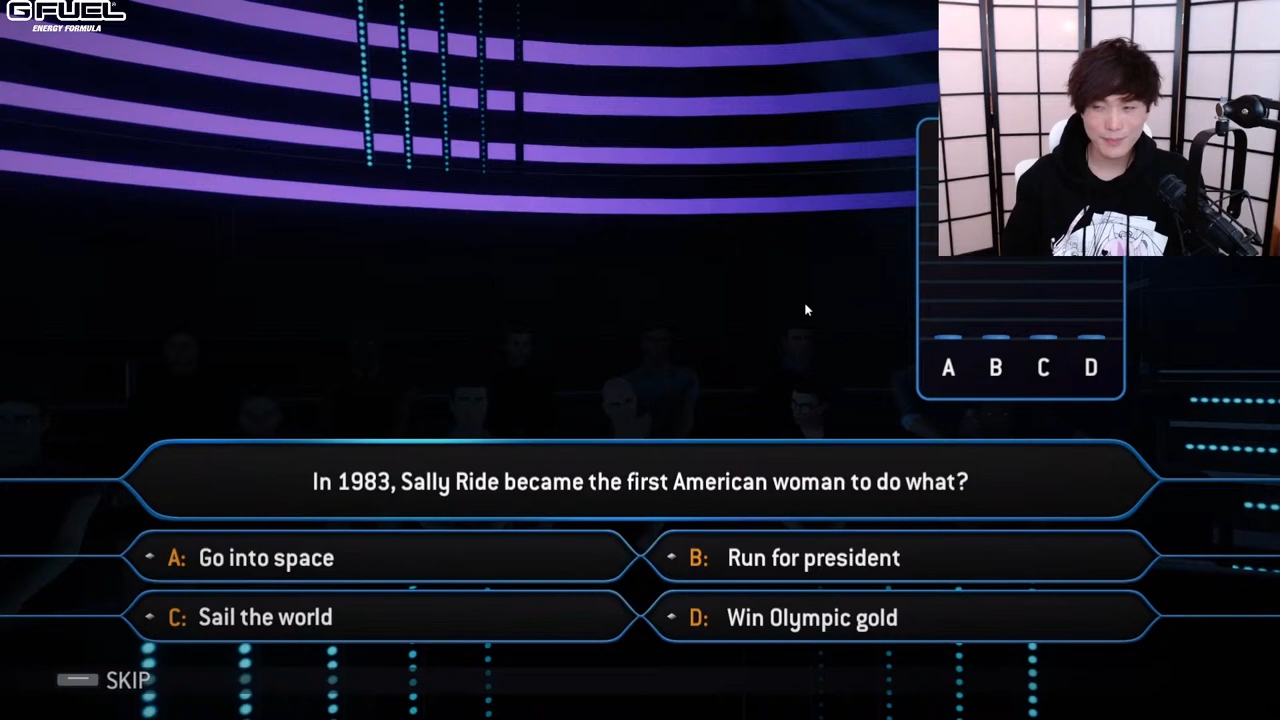 G FUEL
ENERGY FORMULA
A B C D
In 1983, Sally Ride became the first American woman to do what?
A: Go into space
B: Run for president
C: Sail the world
D: Win Olympic gold
SKIP